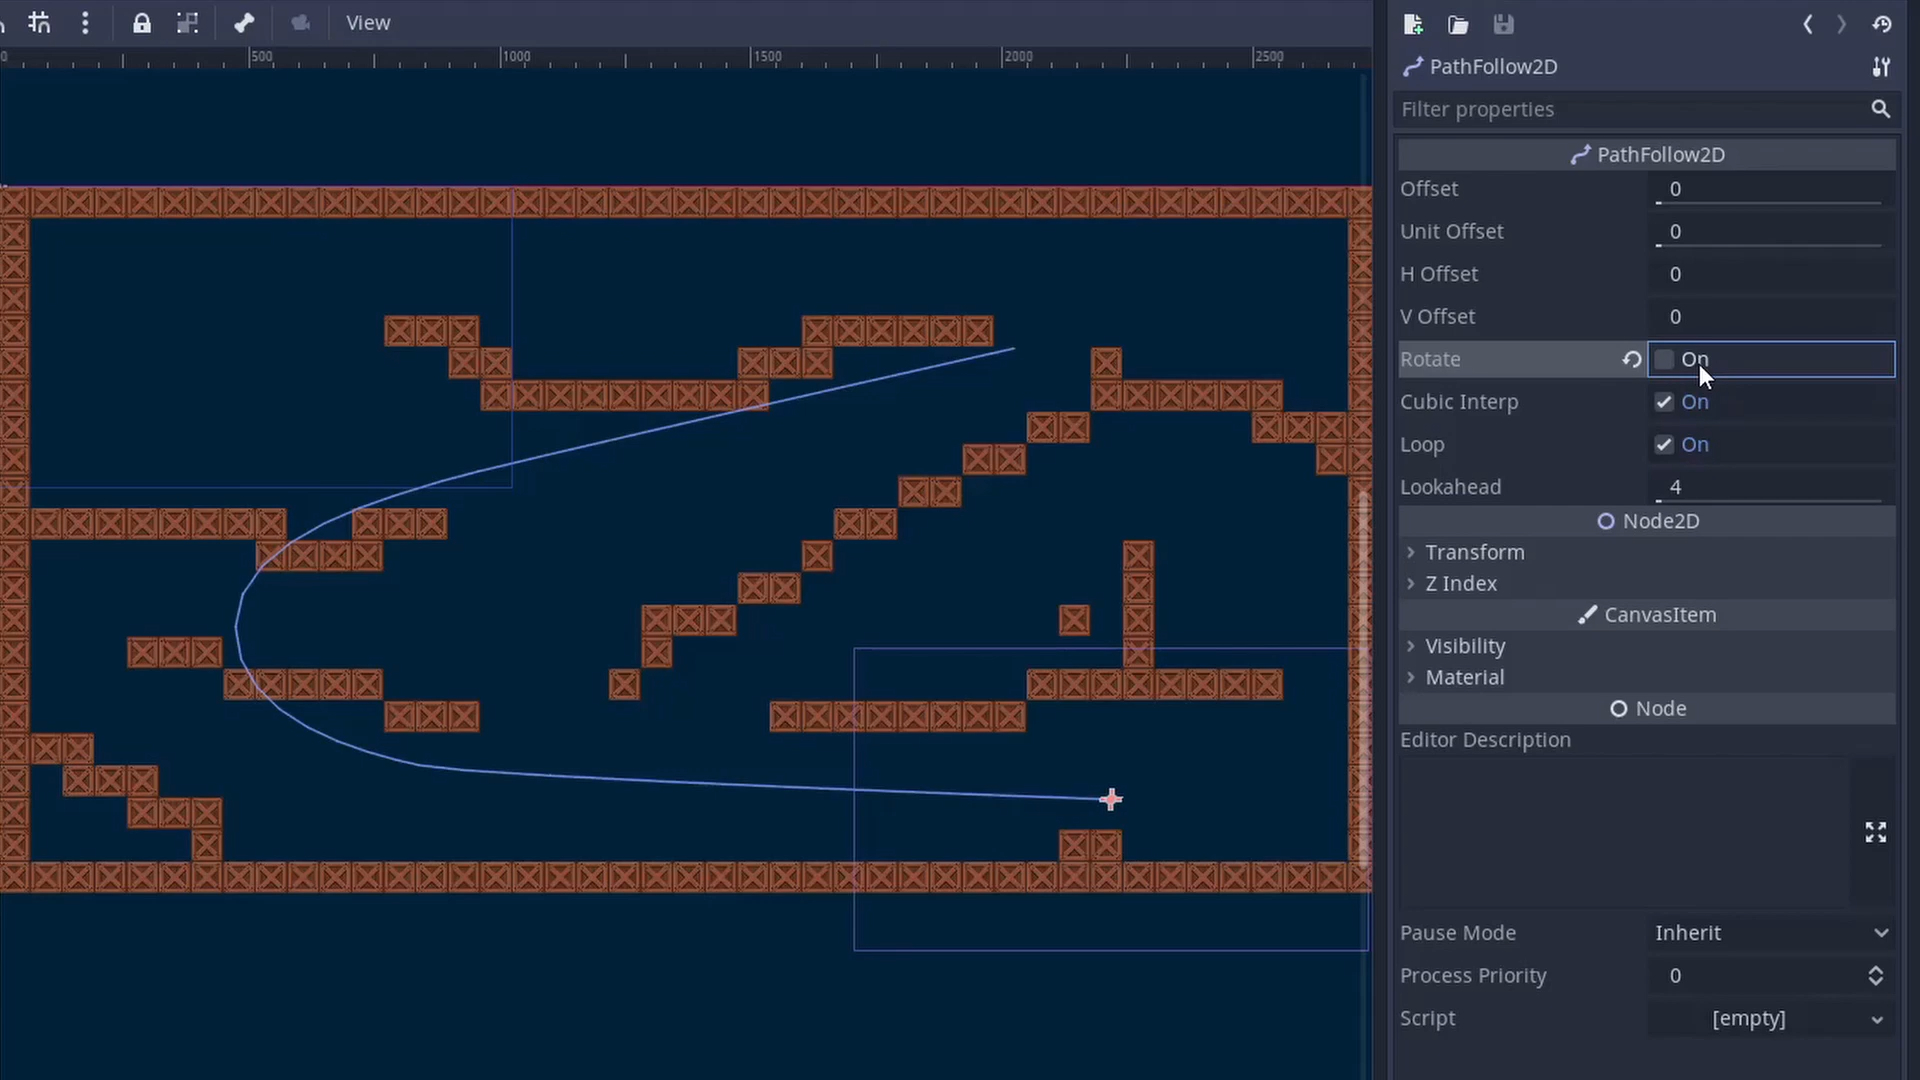 View
0
500
1000
1500
2000
2500
PathFollow2D
Filter properties
PathFollow2D
Offset 0
Unit Offset 0
H Offset 0
V Offset 0
Rotate On
Cubic Interp On
Loop On
Lookahead 4
Node2D
Transform
Z Index
CanvasItem
Visibility
Material
Node
Editor Description
Pause Mode Inherit
Process Priority 0
Script [empty]